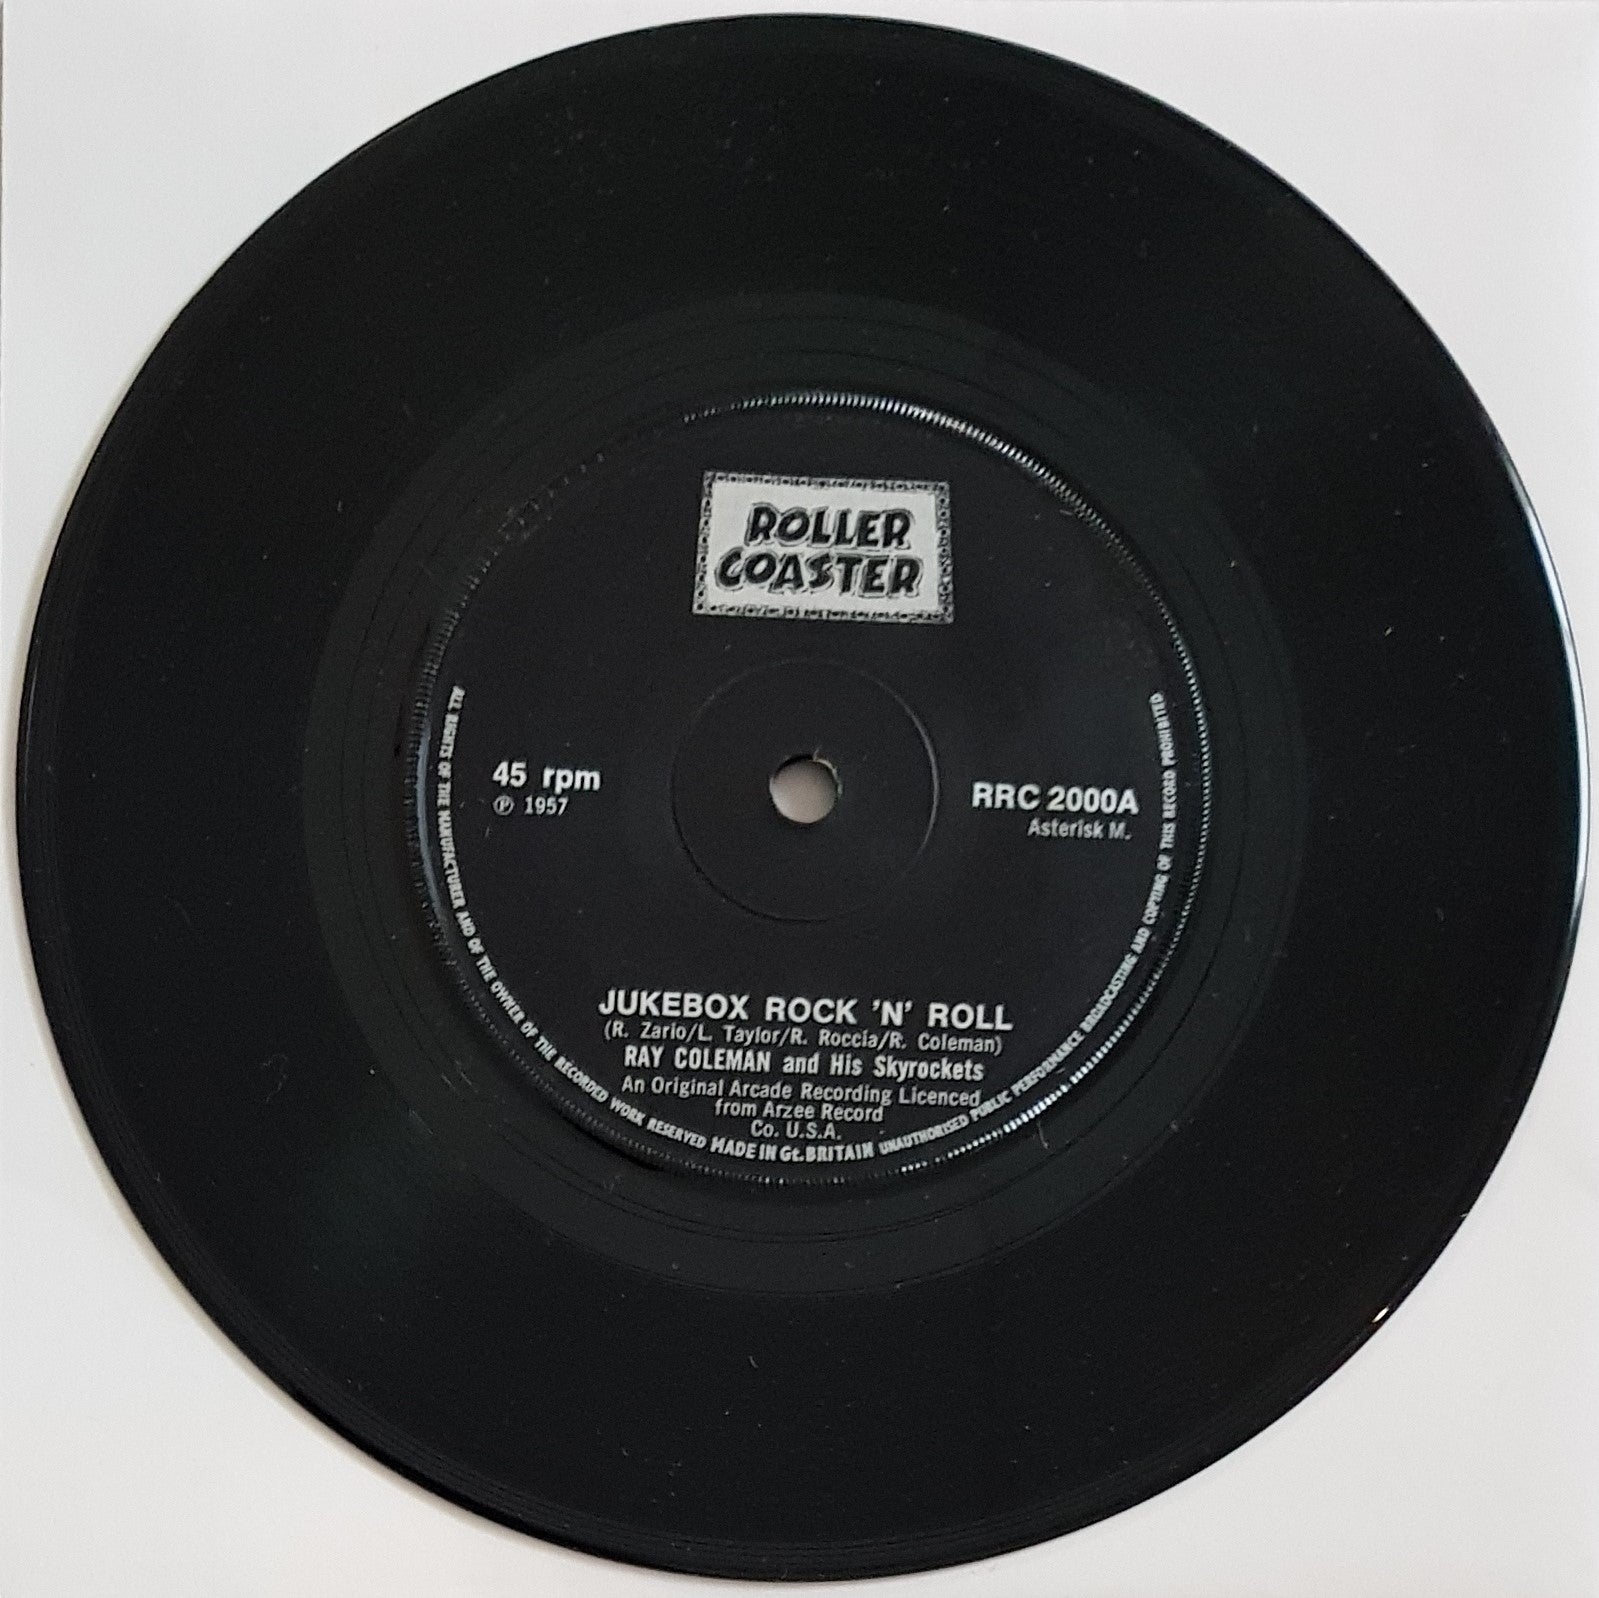 ROLLER
COASTER
45 rpm
℗ 1957
RRC 2000A
Asterisk M.
JUKEBOX ROCK 'N' ROLL
(R. Zario/L. Taylor/R. Roccia/R. Coleman)
RAY COLEMAN and His Skyrockets
An Original Arcade Recording Licenced
from Arzee Record
Co. U.S.A.
ALL RIGHTS OF THE MANUFACTURER AND OF THE OWNER OF THE RECORDED WORK RESERVED MADE IN Gt. BRITAIN UNAUTHORISED PUBLIC PERFORMANCE BROADCASTING AND COPYING OF THIS RECORD PROHIBITED